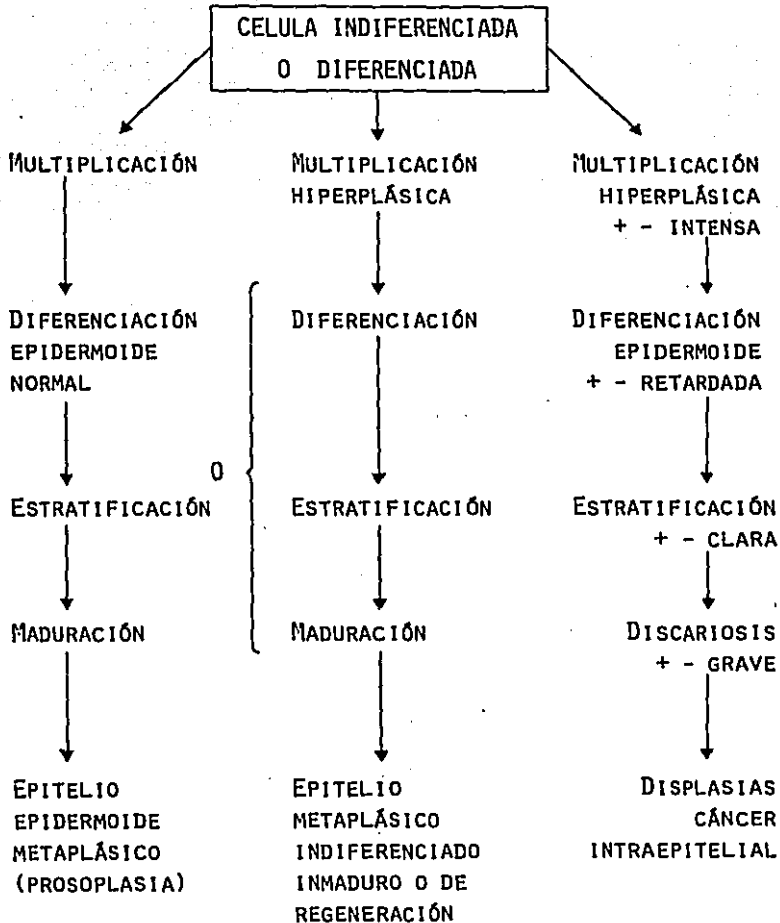 CELULA INDIFERENCIADA
O DIFERENCIADA
MULTIPLICACIÓN
DIFERENCIACIÓN
EPIDERMOIDE
NORMAL
ESTRATIFICACIÓN
MADURACIÓN
EPITELIO
EPIDERMOIDE
METAPLÁSICO
(PROSOPLASIA)
O
MULTIPLICACIÓN
HIPERPLÁSICA
DIFERENCIACIÓN
ESTRATIFICACIÓN
MADURACIÓN
EPITELIO
METAPLÁSICO
INDIFERENCIADO
INMADURO O DE
REGENERACIÓN
MULTIPLICACIÓN
HIPERPLÁSICA
+ - INTENSA
DIFERENCIACIÓN
EPIDERMOIDE
+ - RETARDADA
ESTRATIFICACIÓN
+ - CLARA
DISCARIOSIS
+ - GRAVE
DISPLASIAS
CÁNCER
INTRAEPITELIAL